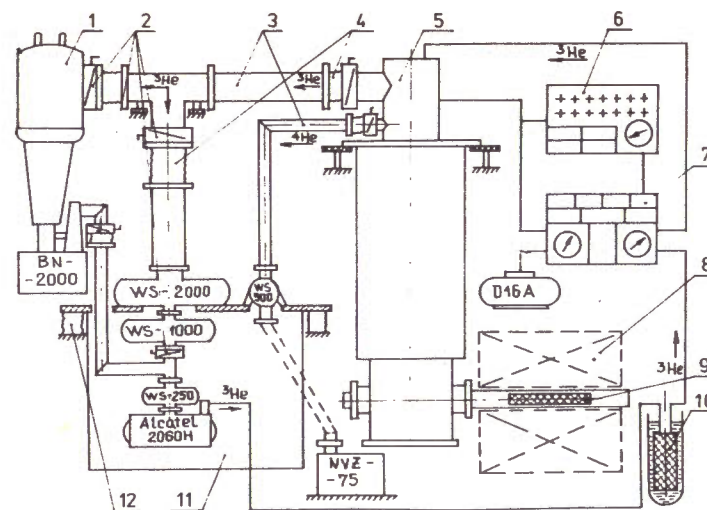 1 2 3 4 5 6
³He ³He ³He
⁴He
7
BN-
-2000
WS-2000
WS
500
D16A
8
WS-1000
9
³He
WS-250
³He
10
Alcatel
2060H
NVZ-
-75
12 11